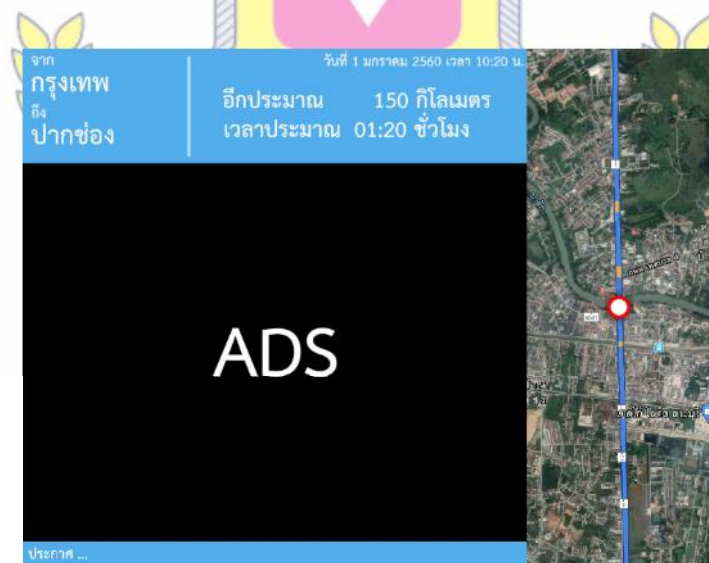 จาก
กรุงเทพ
ถึง
ปากช่อง
วันที่ 1 มกราคม 2560 เวลา 10:20 น.
อีกประมาณ 150 กิโลเมตร
เวลาประมาณ 01:20 ชั่วโมง
ADS
ประกาศ ...